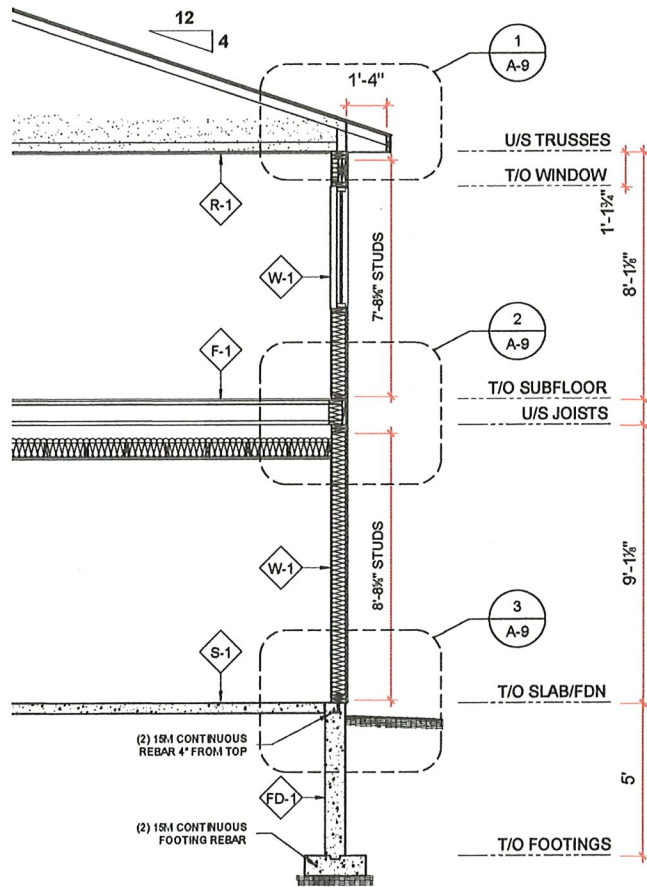 12
4
1'-4"
1
A-9
U/S TRUSSES
T/O WINDOW
R-1
1'-1¾"
8'-1⅛"
W-1
7'-8⅝" STUDS
2
A-9
F-1
T/O SUBFLOOR
U/S JOISTS
W-1
8'-8⅝" STUDS
9'-1⅛"
3
A-9
S-1
T/O SLAB/FDN
(2) 15M CONTINUOUS
REBAR 4" FROM TOP
FD-1
5'
(2) 15M CONTINUOUS
FOOTING REBAR
T/O FOOTINGS